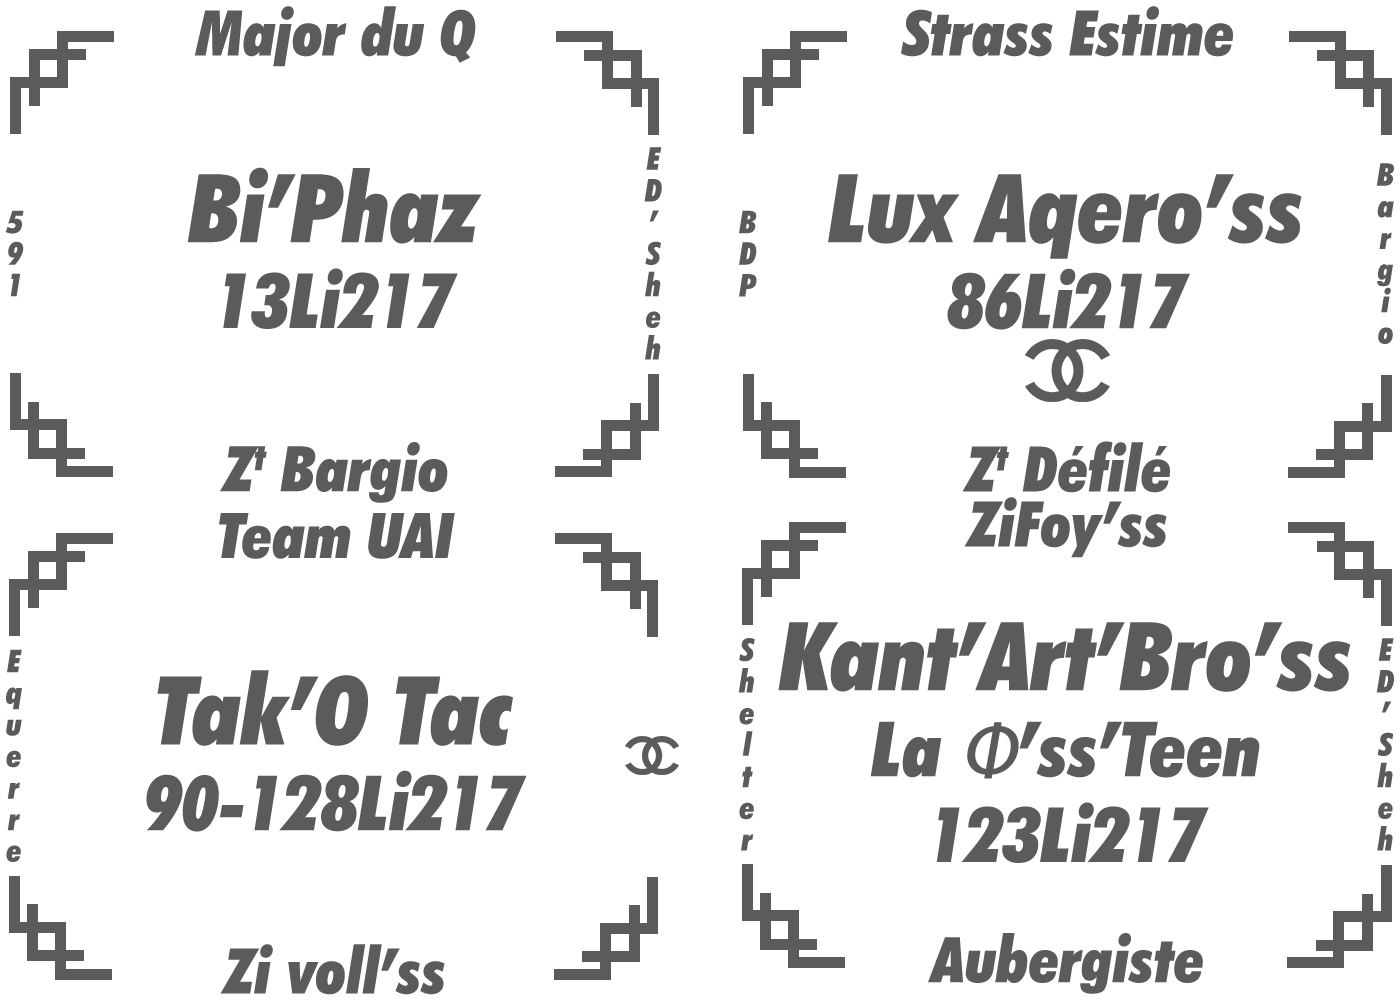 Major du Q
591
Bi’Phaz
13Li217
ED’Sheh
Zᵗ Bargio
Strass Estime
BDP
Lux Aqero’ss
86Li217
Bargio
Zᵗ Défilé
Team UAI
Equerre
Tak’O Tac
90-128Li217
Zi voll’ss
ZiFoy’ss
Shelter
Kant’Art’Bro’ss
La Φ’ss’Teen
123Li217
ED’Sheh
Aubergiste